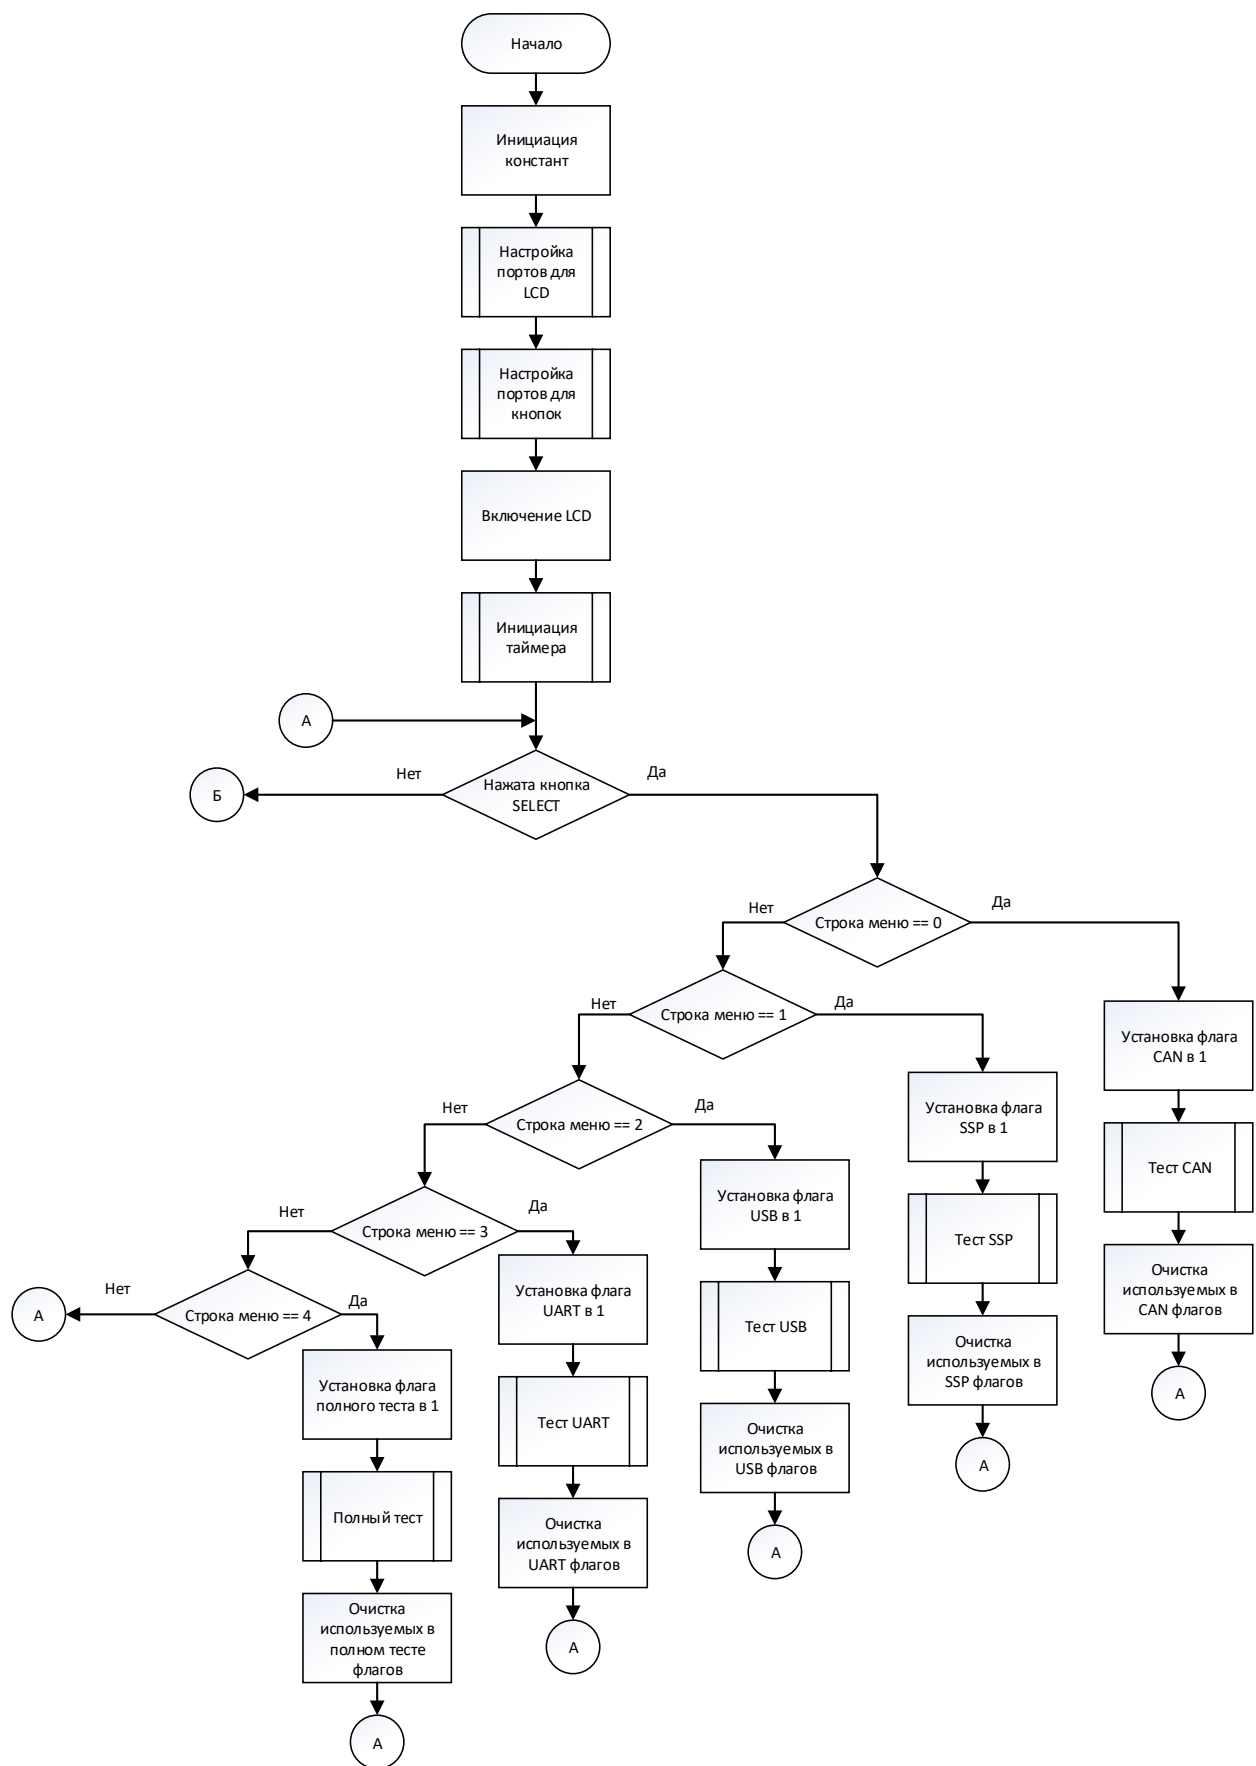 Начало
Инициация
констант
Настройка
портов для
LCD
Настройка
портов для
кнопок
Включение LCD
Инициация
таймера
А
Нет
Да
Б
Нажата кнопка
SELECT
Нет
Да
Строка меню == 0
Нет
Да
Строка меню == 1
Установка флага
CAN в 1
Нет
Да
Строка меню == 2
Установка флага
SSP в 1
Тест CAN
Нет
Да
Строка меню == 3
Установка флага
USB в 1
Тест SSP
Очистка
используемых в
CAN флагов
Нет
Да
А
Строка меню == 4
Установка флага
UART в 1
Тест USB
Очистка
используемых в
SSP флагов
А
Установка флага
полного теста в 1
Тест UART
Очистка
используемых в
USB флагов
А
Полный тест
Очистка
используемых в
UART флагов
А
Очистка
используемых в
полном тесте
флагов
А
А